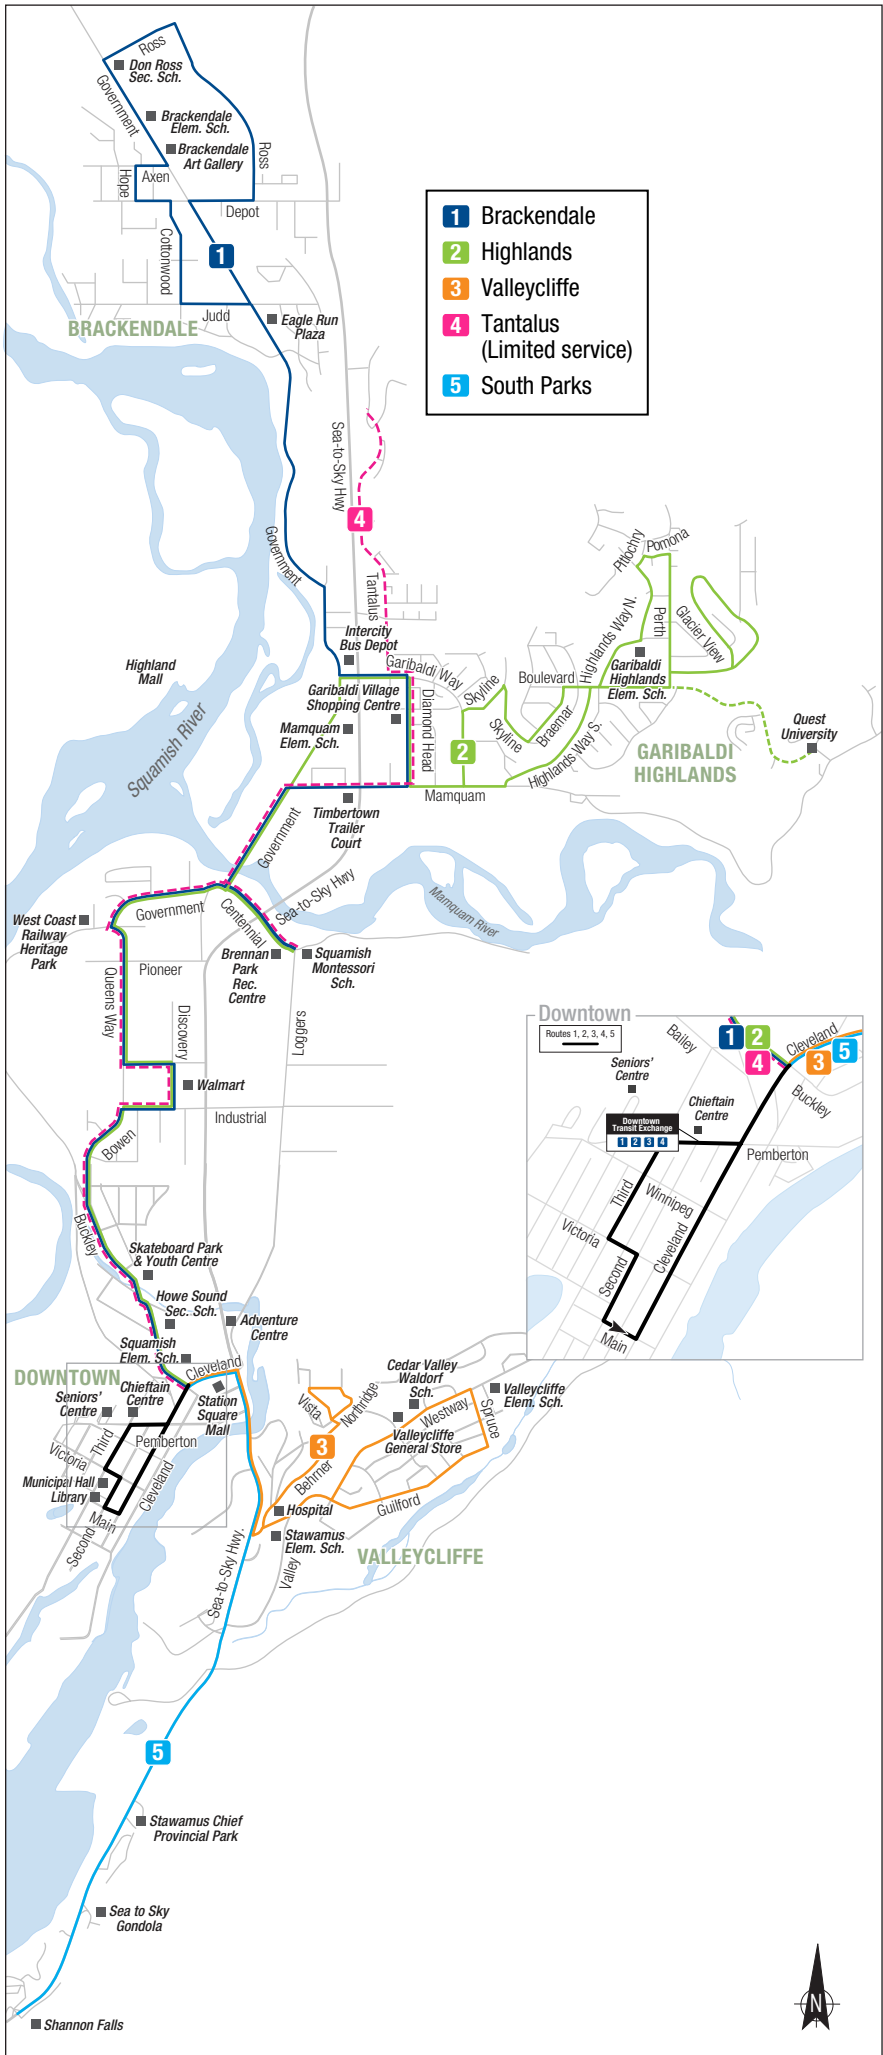 Ross
Don Ross
Sec. Sch.
Government
Brackendale
Elem. Sch.
Brackendale
Art Gallery
Ross
Hope
Axen
Depot
Cottonwood
1
Judd
BRACKENDALE
Eagle Run
Plaza
1 Brackendale
2 Highlands
3 Valleycliffe
4 Tantalus
(Limited service)
5 South Parks
Sea-to-Sky Hwy
4
Government
Tantalus
Pitlochry
Pomona
Highlands Way N.
Perth
Glacier View
Intercity
Bus Depot
Garibaldi Way
Highland
Mall
Garibaldi Village
Shopping Centre
Skyline
Boulevard
Garibaldi
Highlands
Elem. Sch.
Diamond Head
Mamquam
Elem. Sch.
Skyline
Braemar
Highlands Way S.
2
Quest
University
GARIBALDI
HIGHLANDS
Squamish River
Mamquam
Timbertown
Trailer
Court
Government
Sea-to-Sky Hwy
Mamquam River
West Coast
Railway
Heritage
Park
Government
Centennial
Brennan
Park
Rec.
Centre
Squamish
Montessori
Sch.
Pioneer
Queens Way
Discovery
Loggers
Walmart
Industrial
Bowen
Buckley
Downtown
Routes 1, 2, 3, 4, 5
Bailey
1 2
4
Cleveland
3 5
Seniors'
Centre
Buckley
Chieftain
Centre
Downtown
Transit Exchange
1 2 3 4
Pemberton
Third
Winnipeg
Victoria
Cleveland
Second
Main
Skateboard Park
& Youth Centre
Howe Sound
Sec. Sch.
Adventure
Centre
Squamish
Elem. Sch.
Cleveland
DOWNTOWN
Seniors'
Centre
Chieftain
Centre
Station
Square
Mall
Cedar Valley
Waldorf
Sch.
Valleycliffe
Elem. Sch.
Vista
Northridge
Westway
Spruce
Valleycliffe
General Store
3
Behrner
Victoria
Third
Pemberton
Cleveland
Municipal Hall
Library
Main
Second
Hospital
Guilford
Stawamus
Elem. Sch.
Valley
VALLEYCLIFFE
Sea-to-Sky Hwy.
5
Stawamus Chief
Provincial Park
Sea to Sky
Gondola
Shannon Falls
N